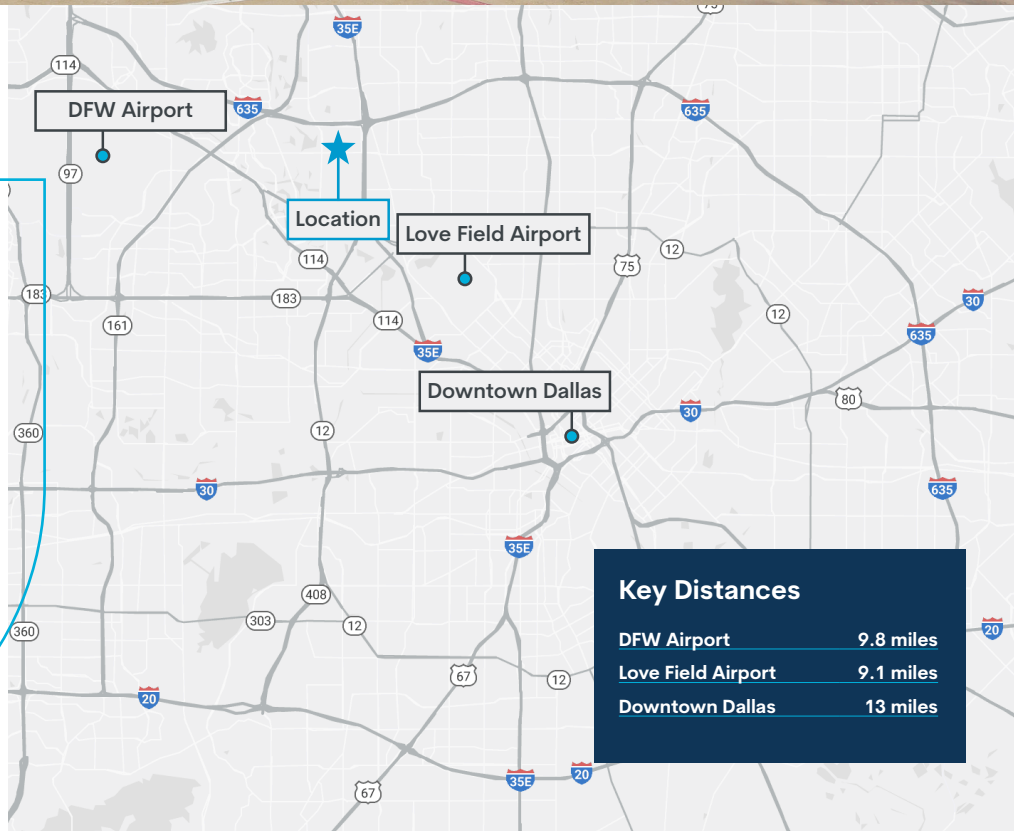 75
35E
114
DFW Airport
635
635
97
Location
Love Field Airport
12
114
75
183
183
30
12
161
114
635
35E
Downtown Dallas
80
30
360
12
30
635
35E
Key Distances
408
DFW Airport 9.8 miles
303
12
360
20
Love Field Airport 9.1 miles
67
12
20
Downtown Dallas 13 miles
35E
20
67